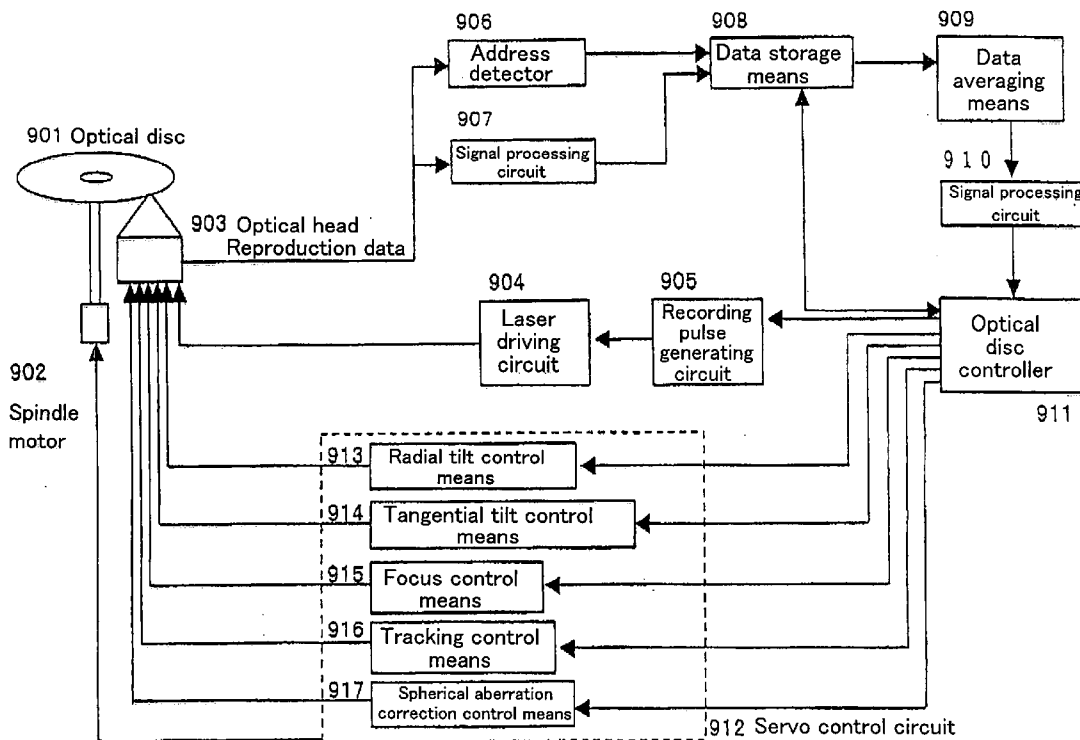 906
Address
detector
908
Data storage
means
909
Data
averaging
means
907
Signal processing
circuit
910
Signal processing
circuit
901 Optical disc
903 Optical head
Reproduction data
904
Laser
driving
circuit
905
Recording
pulse
generating
circuit
Optical
disc
controller
911
902
Spindle
motor
913
Radial tilt control
means
914
Tangential tilt control
means
915
Focus control
means
916
Tracking control
means
917
Spherical aberration
correction control means
912 Servo control circuit